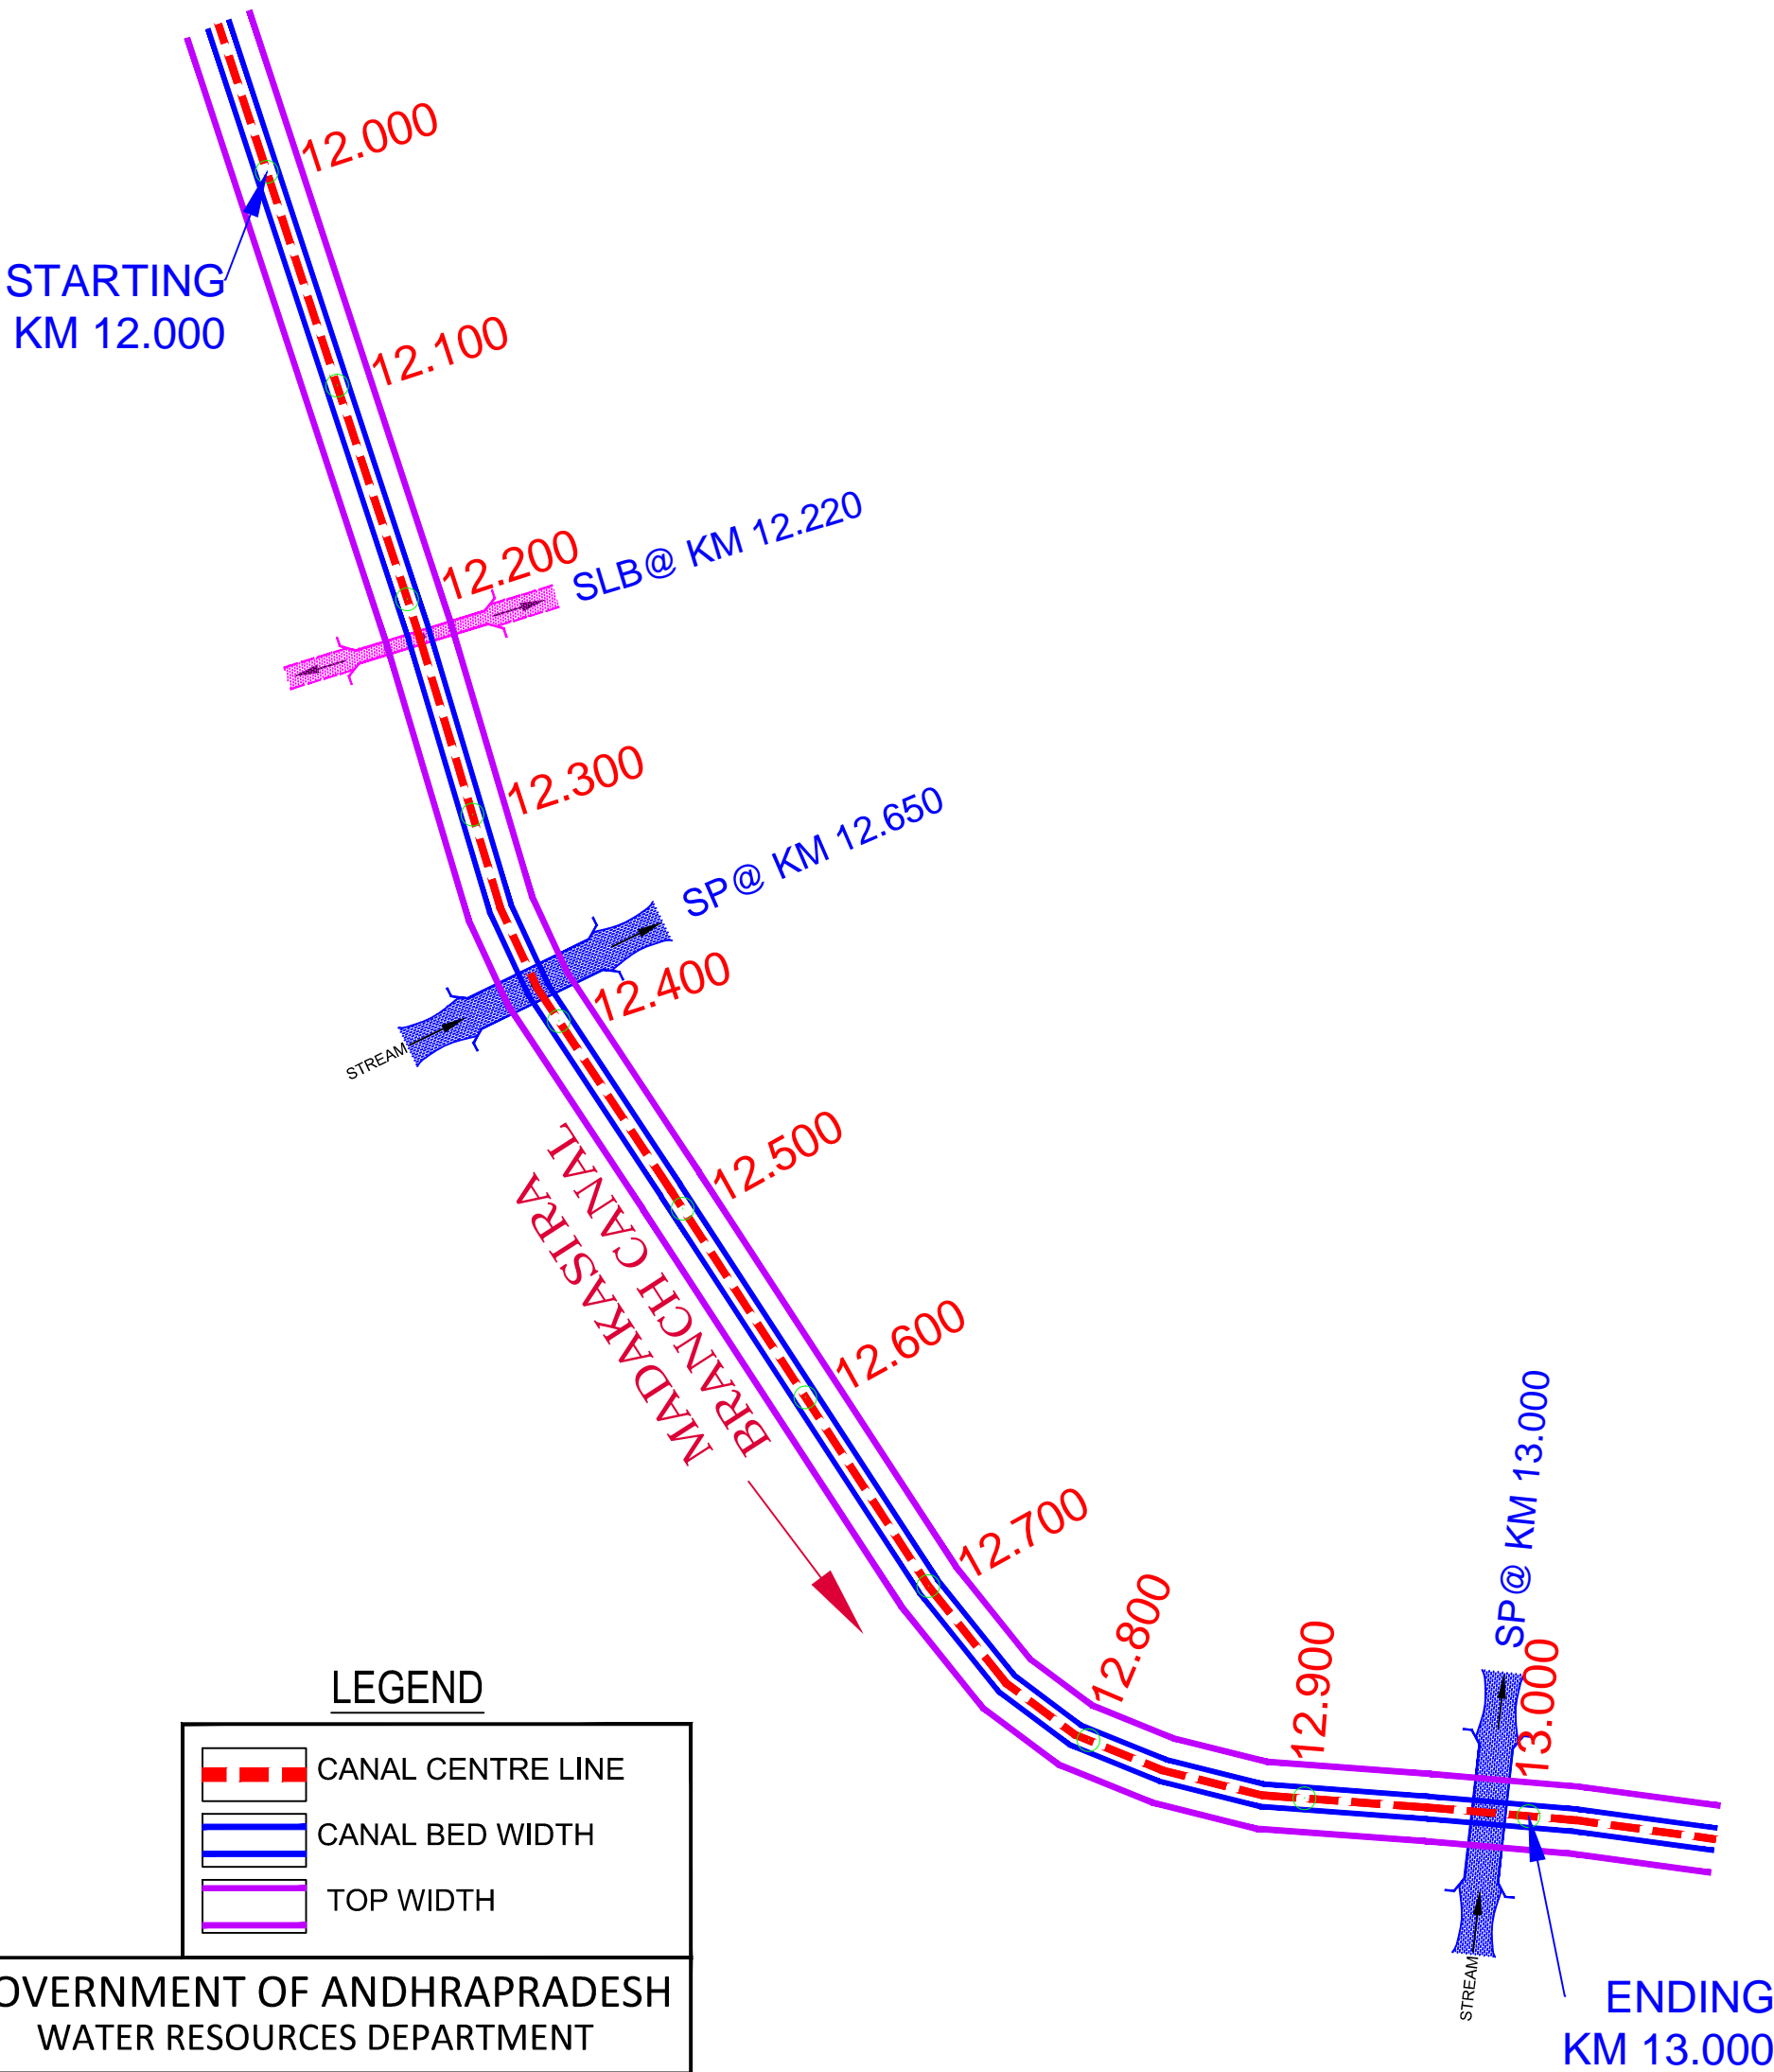 12.000
STARTING
KM 12.000
12.100
SLB@ KM 12.220
12.200
12.300
SP@ KM 12.650
12.400
STREAM
12.500
MADAKASIRA
BRANCH CANAL
12.600
12.700
SP@ KM 13.000
12.800
12.900
13.000
LEGEND
CANAL CENTRE LINE
CANAL BED WIDTH
TOP WIDTH
STREAM
OVERNMENT OF ANDHRAPRADESH
WATER RESOURCES DEPARTMENT
ENDING
KM 13.000